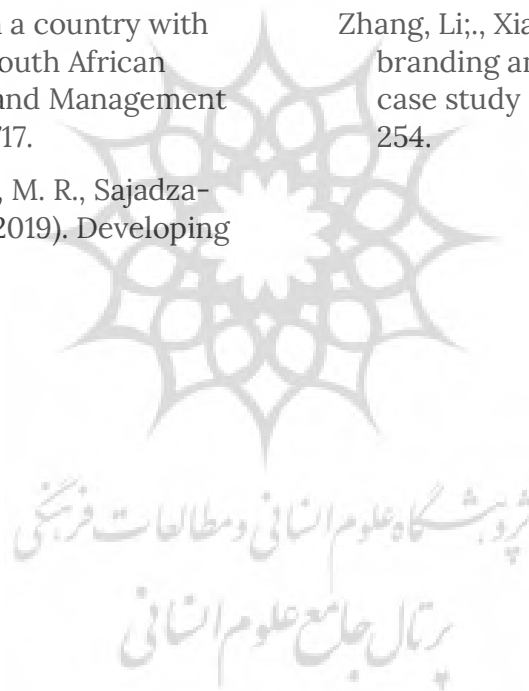 a country with
outh African
and Management
717.
, M. R., Sajadza-
2019). Developing
Zhang, Li;., Xia
branding ar
case study
254.
پژوهشگاه علوم انسانی و مطالعات فرهنگی
پرتال جامع علوم انسانی